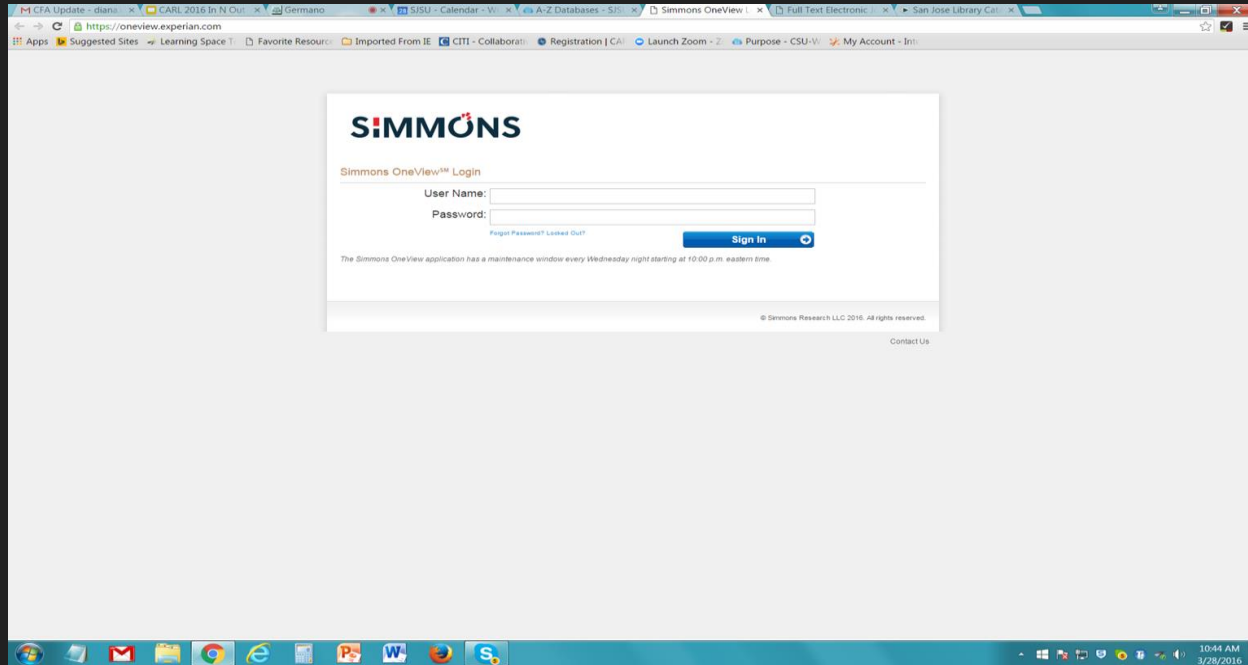 CFA Update - diana
CARL 2016 In N Out
Germano
SJSU - Calendar - W
A-Z Databases - SJS
Simmons OneView L
Full Text Electronic J
San Jose Library Cat
https://oneview.experian.com
Apps
Suggested Sites
Learning Space T
Favorite Resourc
Imported From IE
CITI - Collaborati
Registration | CA
Launch Zoom - Z
Purpose - CSU-W
My Account - Int
SIMMONS
Simmons OneView℠ Login
User Name:
Password:
Forgot Password? Locked Out?
Sign In
The Simmons OneView application has a maintenance window every Wednesday night starting at 10:00 p.m. eastern time.
© Simmons Research LLC 2016. All rights reserved.
Contact Us
10:44 AM
3/28/2016